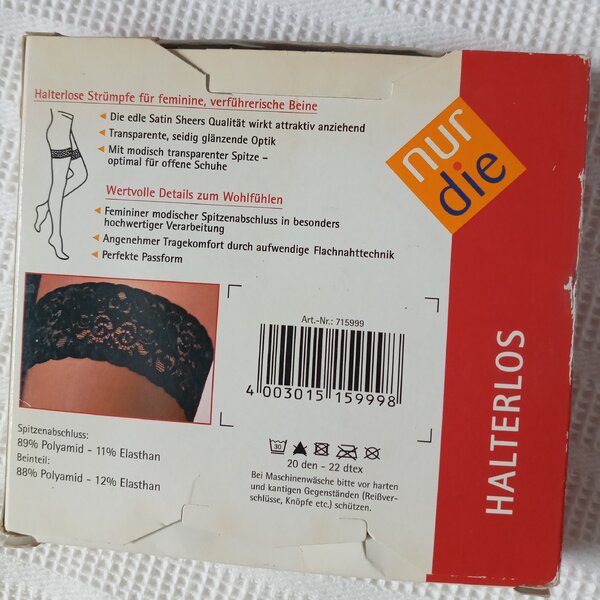 Halterlose Strümpfe für feminine, verführerische Beine
Die edle Satin Sheers Qualität wirkt attraktiv anziehend
Transparente, seidig glänzende Optik
Mit modisch transparenter Spitze –
optimal für offene Schuhe
Wertvolle Details zum Wohlfühlen
Femininer modischer Spitzenabschluss in besonders
hochwertiger Verarbeitung
Angenehmer Tragekomfort durch aufwendige Flachnahttechnik
Perfekte Passform
nur
die
HALTERLOS
Art.-Nr.: 715999
4 003015 159998
Spitzenabschluss:
89% Polyamid - 11% Elasthan
Beinteil:
88% Polyamid - 12% Elasthan
30
20 den - 22 dtex
Bei Maschinenwäsche bitte vor harten
und kantigen Gegenständen (Reißver-
schlüsse, Knöpfe etc.) schützen.